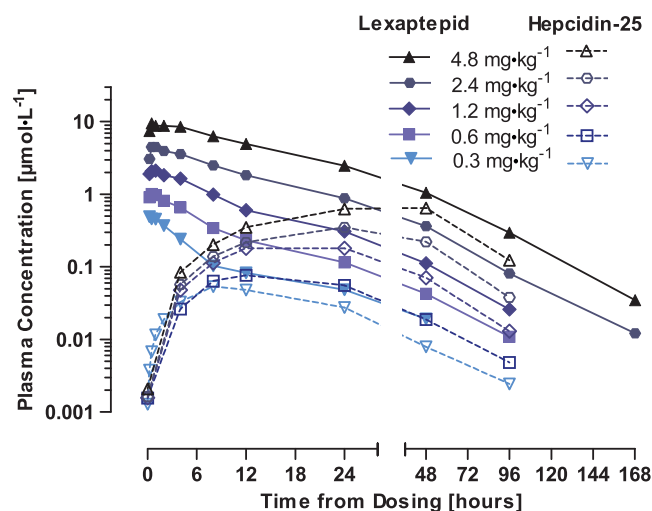 Lexaptepid Hepcidin-25
4.8 mg•kg-1
2.4 mg•kg-1
1.2 mg•kg-1
0.6 mg•kg-1
0.3 mg•kg-1
Plasma Concentration [µmol•L-1]
10
1
0.1
0.01
0.001
0 6 12 18 24 48 72 96 120 144 168
Time from Dosing [hours]